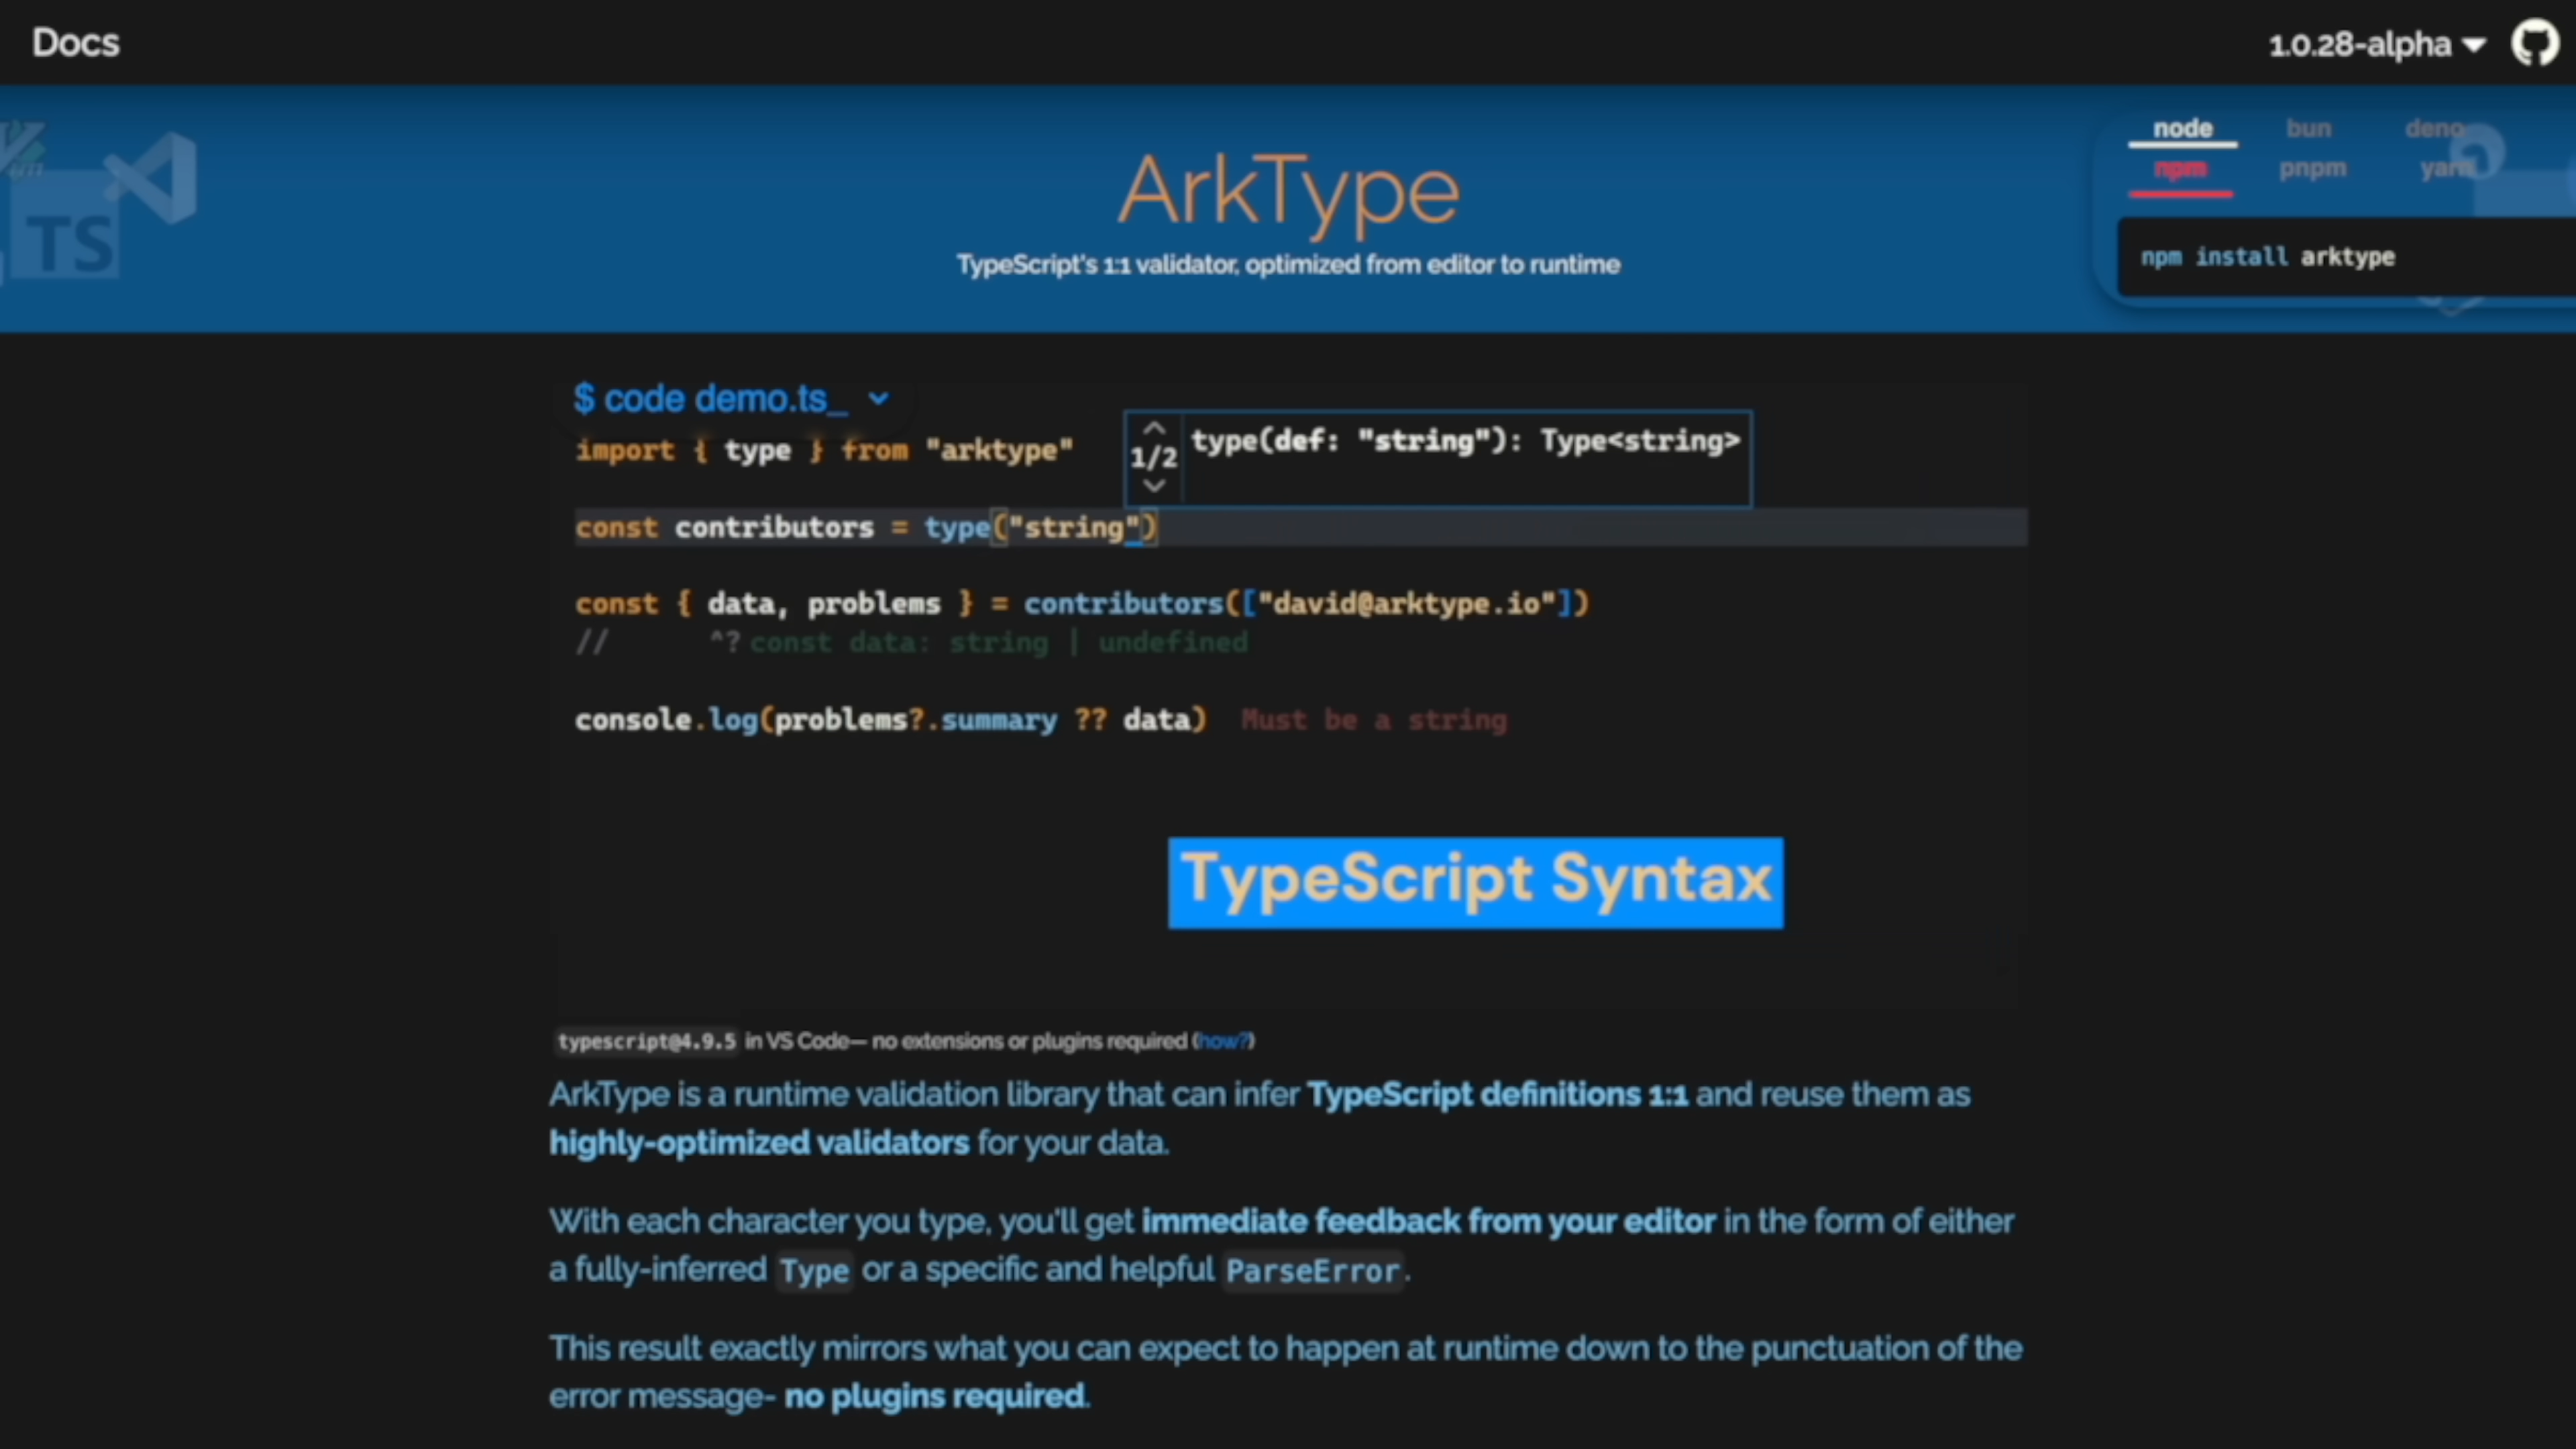 Docs
1.0.28-alpha
TS
ArkType
TypeScript's 1:1 validator, optimized from editor to runtime
node bun deno
npm pnpm yarn
npm install arktype
$ code demo.ts_
import { type } from "arktype"
1/2
type(def: "string"): Type<string>
const contributors = type("string")
const { data, problems } = contributors(["david@arktype.io"])
// ^? const data: string | undefined
console.log(problems?.summary ?? data) Must be a string
TypeScript Syntax
typescript@4.9.5 in VS Code— no extensions or plugins required (how?)
ArkType is a runtime validation library that can infer TypeScript definitions 1:1 and reuse them as
highly-optimized validators for your data.
With each character you type, you'll get immediate feedback from your editor in the form of either
a fully-inferred Type or a specific and helpful ParseError.
This result exactly mirrors what you can expect to happen at runtime down to the punctuation of the
error message- no plugins required.